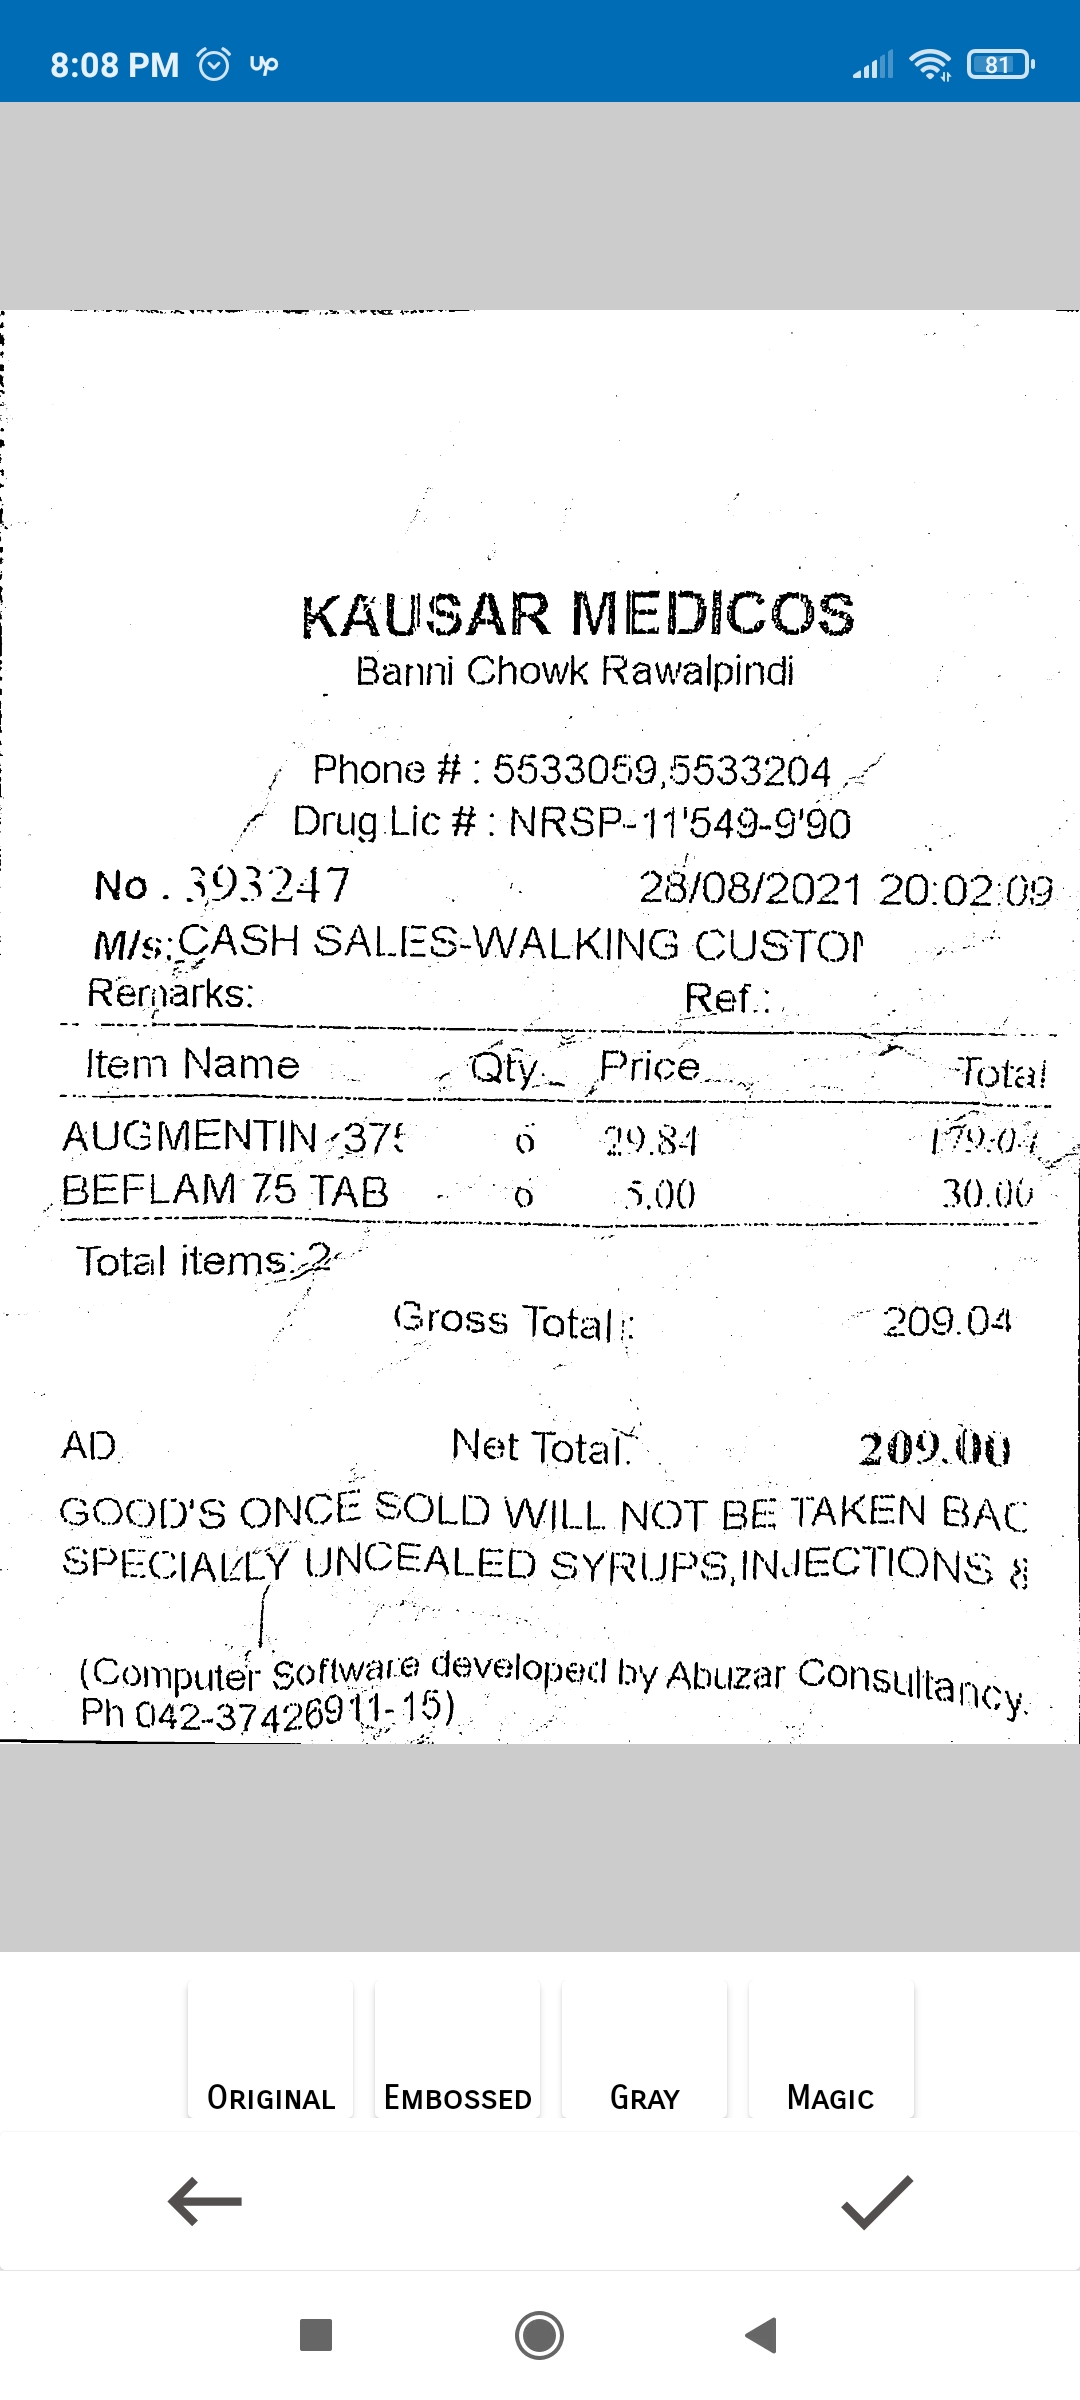 8:08 PM up 81
KAUSAR MEDICOS
Banni Chowk Rawalpindi
Phone # : 5533059,5533204
Drug Lic # : NRSP-11'549-9'90
No . 393247 28/08/2021 20:02:09
M/s:CASH SALES-WALKING CUSTOM
Remarks: Ref.:
Item Name Qty. Price Total
AUGMENTIN 375 6 29.84 179.04
BEFLAM 75 TAB 6 5.00 30.00
Total items: 2
Gross Total : 209.04
AD Net Total: 209.00
GOOD'S ONCE SOLD WILL NOT BE TAKEN BAC
SPECIALLY UNCEALED SYRUPS,INJECTIONS &
(Computer Software developed by Abuzar Consultancy.
Ph 042-37426911-15)
ORIGINAL EMBOSSED GRAY MAGIC